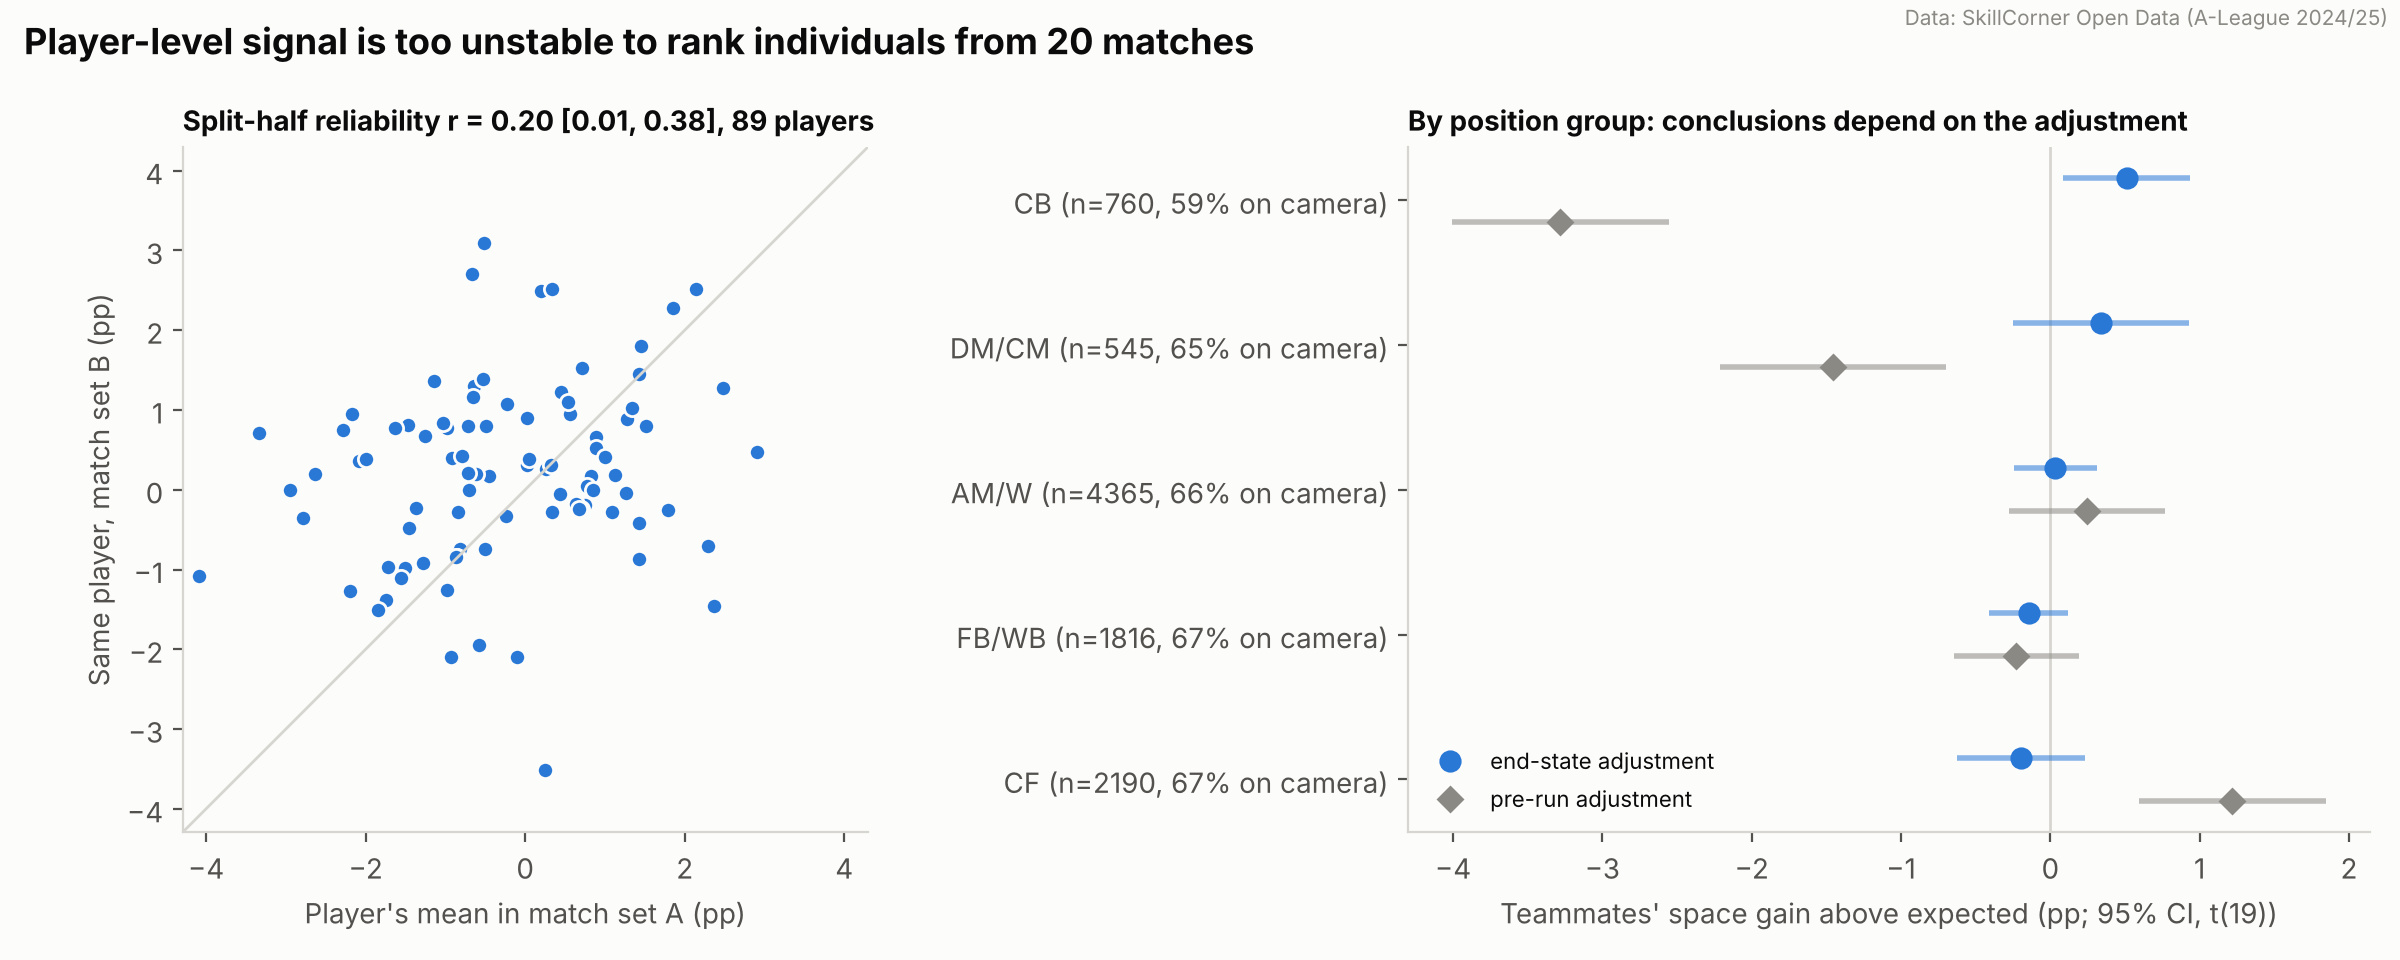 Data: SkillCorner Open Data (A-League 2024/25)
Player-level signal is too unstable to rank individuals from 20 matches
Split-half reliability r = 0.20 [0.01, 0.38], 89 players
4
3
2
1
0
−1
−2
−3
−4
Same player, match set B (pp)
−4
−2
0
2
4
Player's mean in match set A (pp)
By position group: conclusions depend on the adjustment
CB (n=760, 59% on camera)
DM/CM (n=545, 65% on camera)
AM/W (n=4365, 66% on camera)
FB/WB (n=1816, 67% on camera)
CF (n=2190, 67% on camera)
end-state adjustment
pre-run adjustment
−4
−3
−2
−1
0
1
2
Teammates' space gain above expected (pp; 95% CI, t(19))